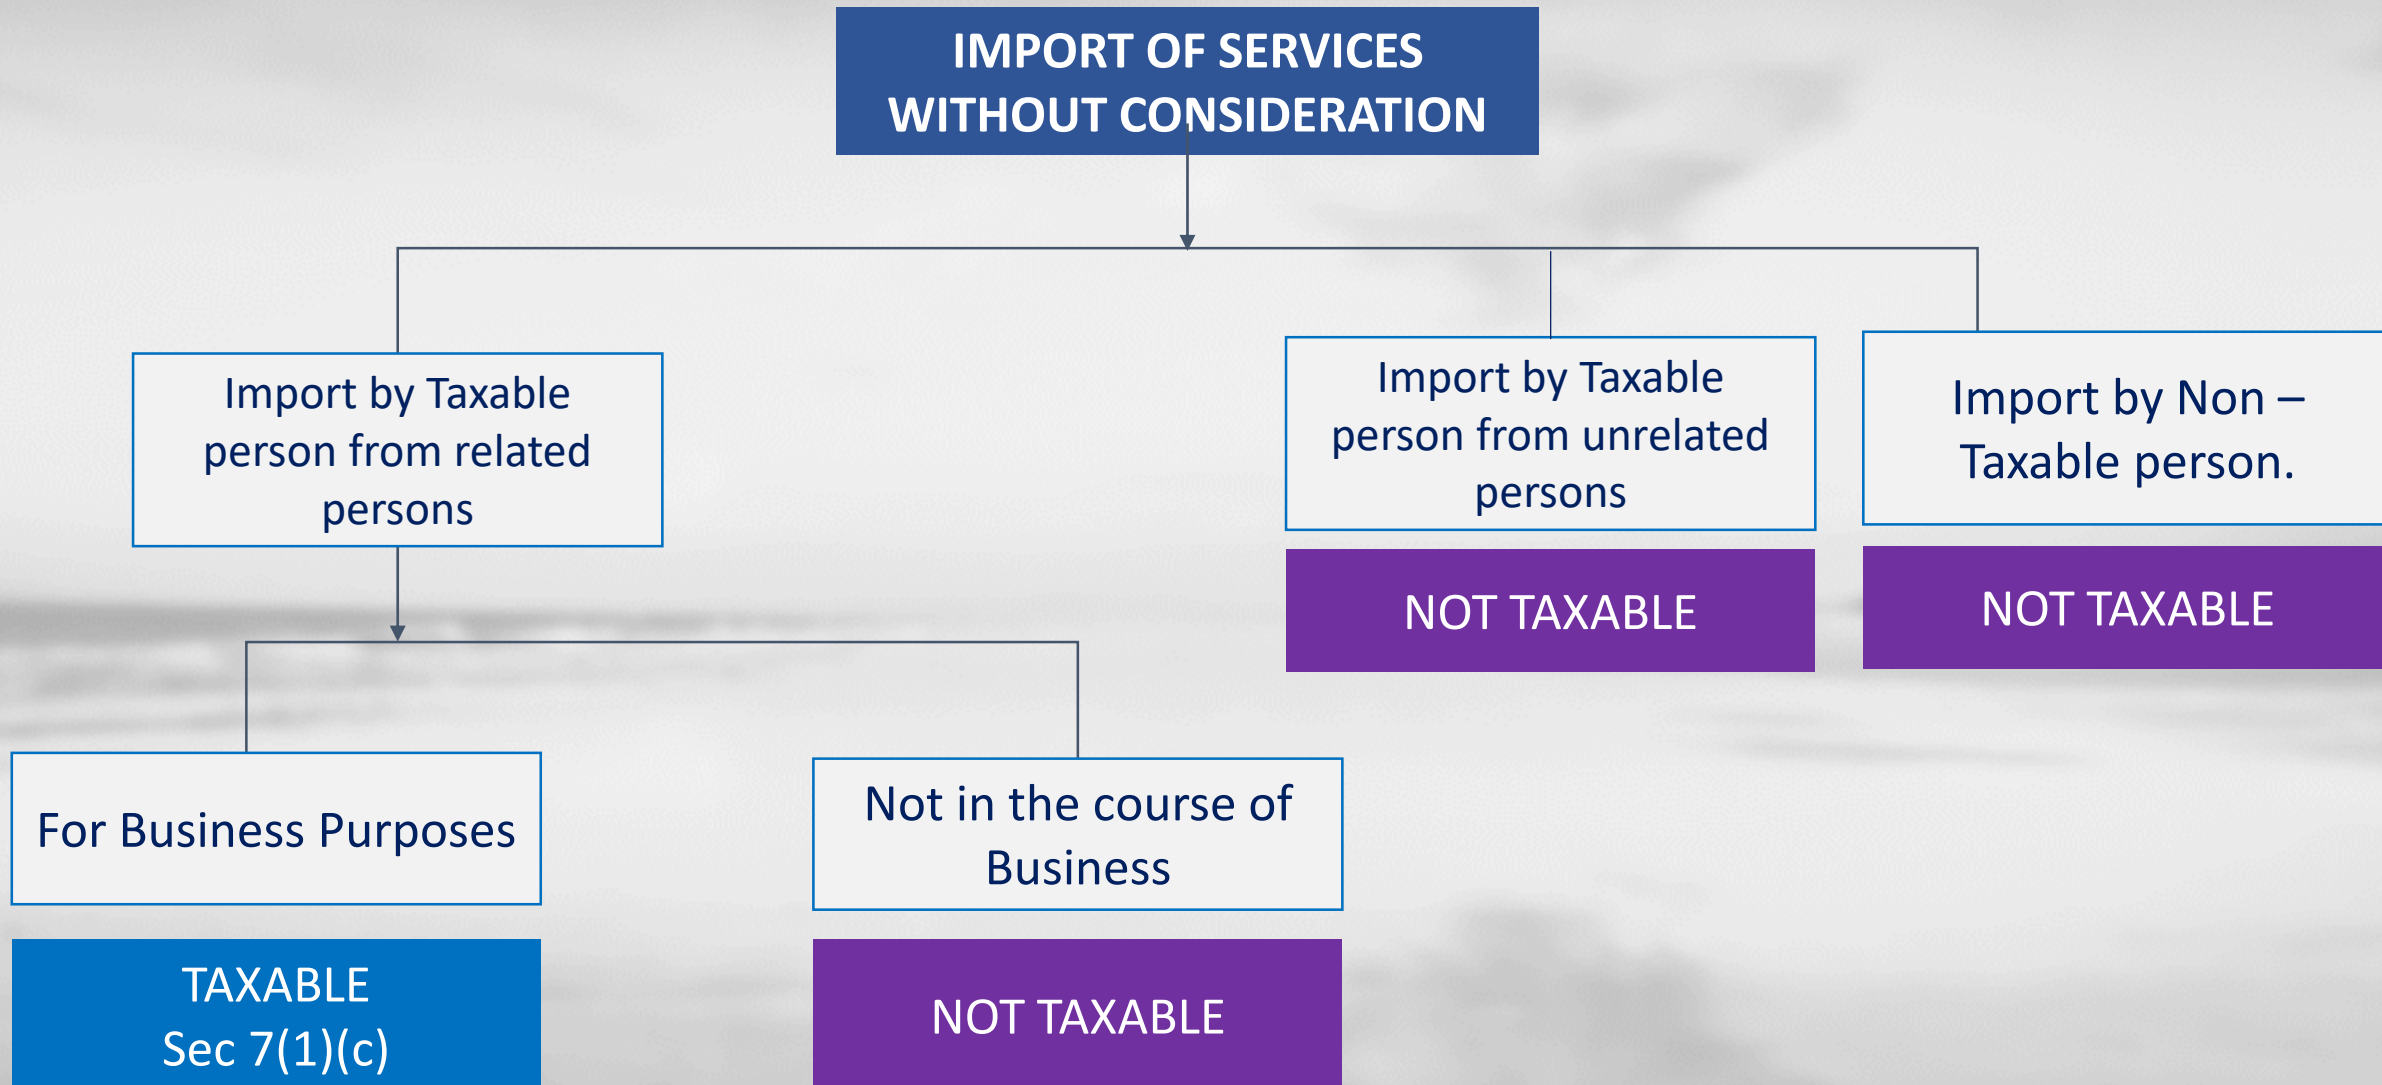 IMPORT OF SERVICES
WITHOUT CONSIDERATION
Import by Taxable
person from related
persons
Import by Taxable
person from unrelated
persons
Import by Non –
Taxable person.
NOT TAXABLE
NOT TAXABLE
For Business Purposes
Not in the course of
Business
TAXABLE
Sec 7(1)(c)
NOT TAXABLE